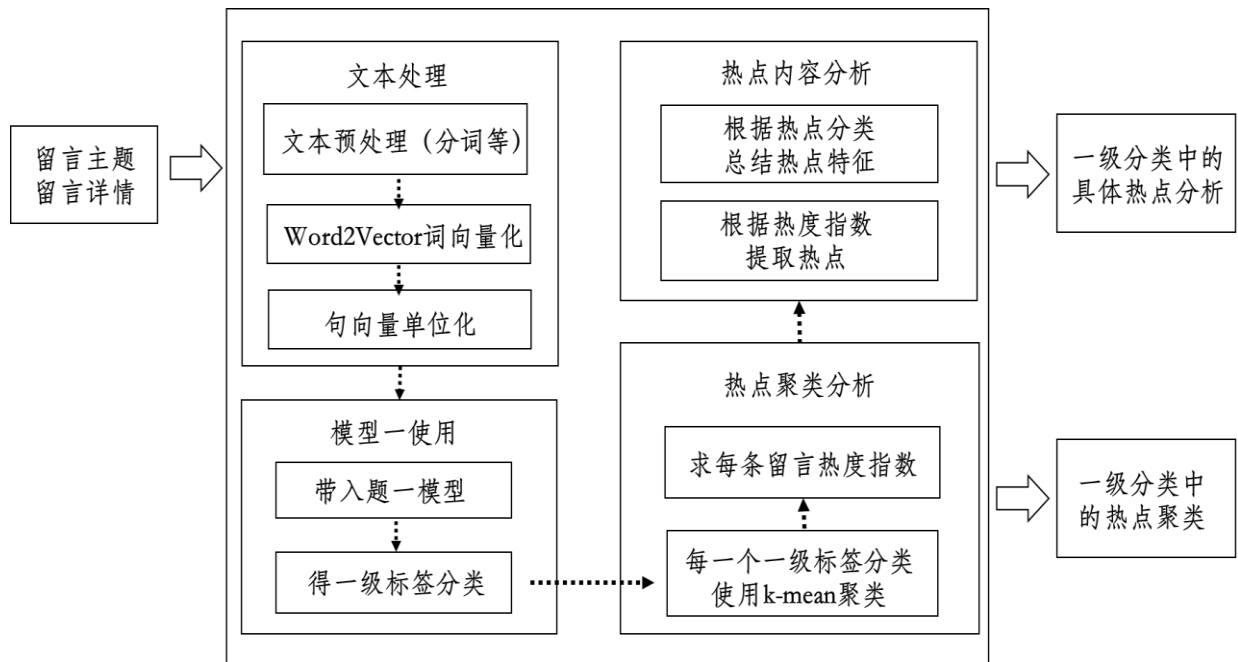 留言主题
留言详情
文本处理
文本预处理（分词等）
Word2Vector词向量化
句向量单位化
模型一使用
带入题一模型
得一级标签分类
热点内容分析
根据热点分类
总结热点特征
根据热度指数
提取热点
热点聚类分析
求每条留言热度指数
每一个一级标签分类
使用k-mean聚类
一级分类中的
具体热点分析
一级分类中
的热点聚类